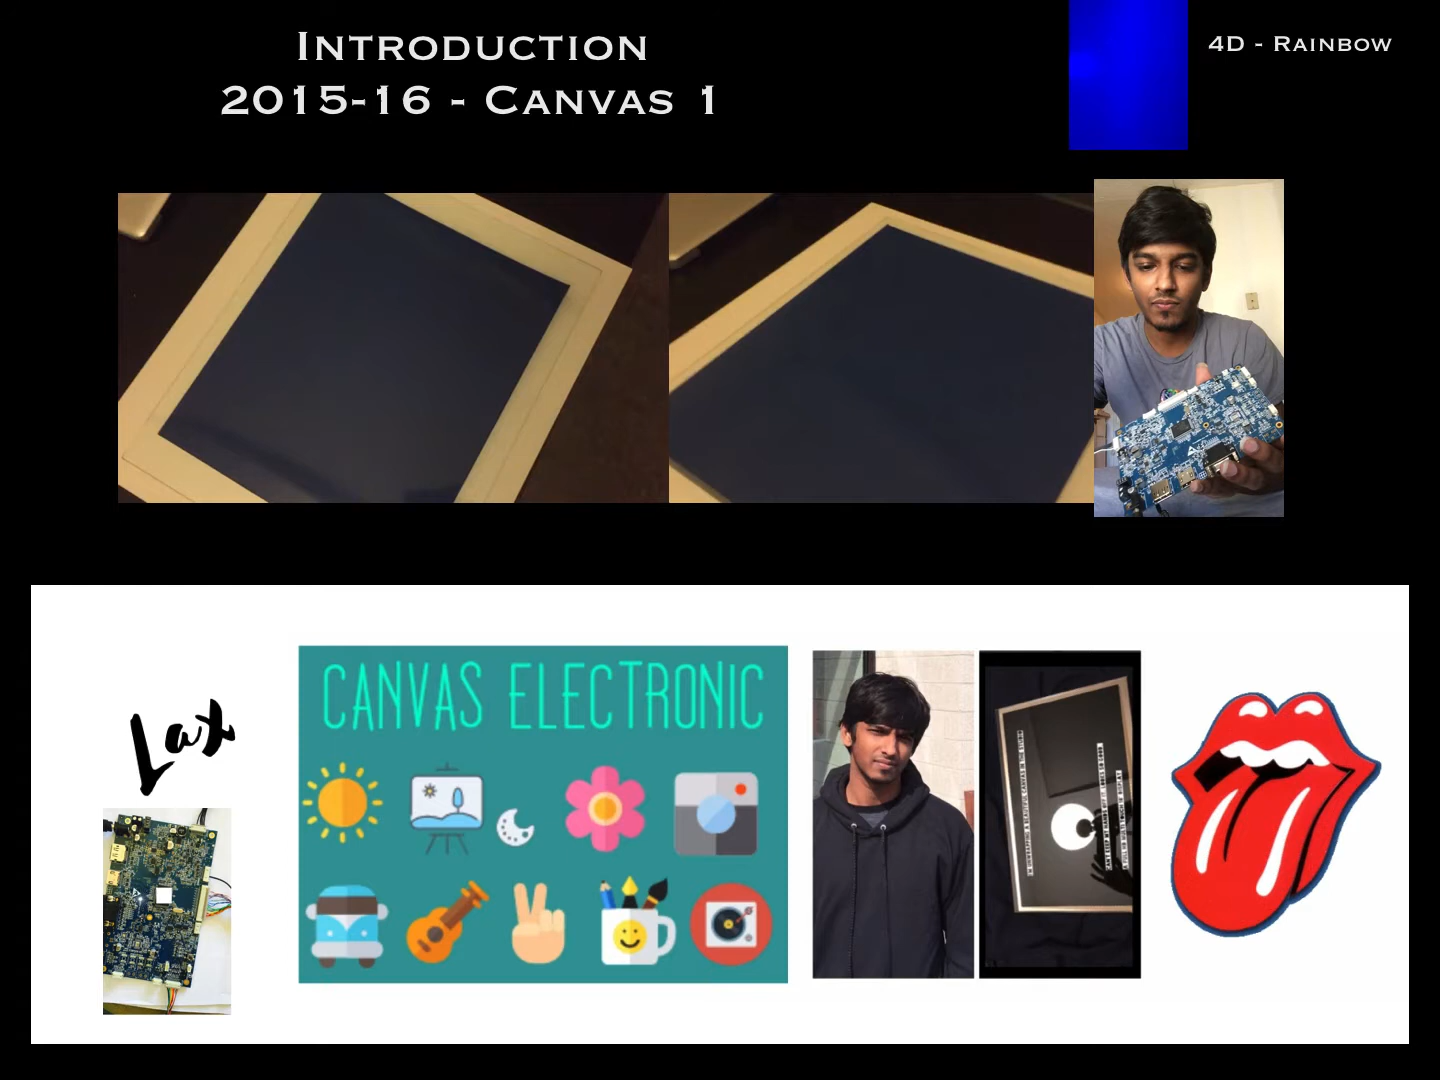 Introduction
2015-16 - Canvas 1
4D - Rainbow
Lax
CANVAS ELECTRONIC